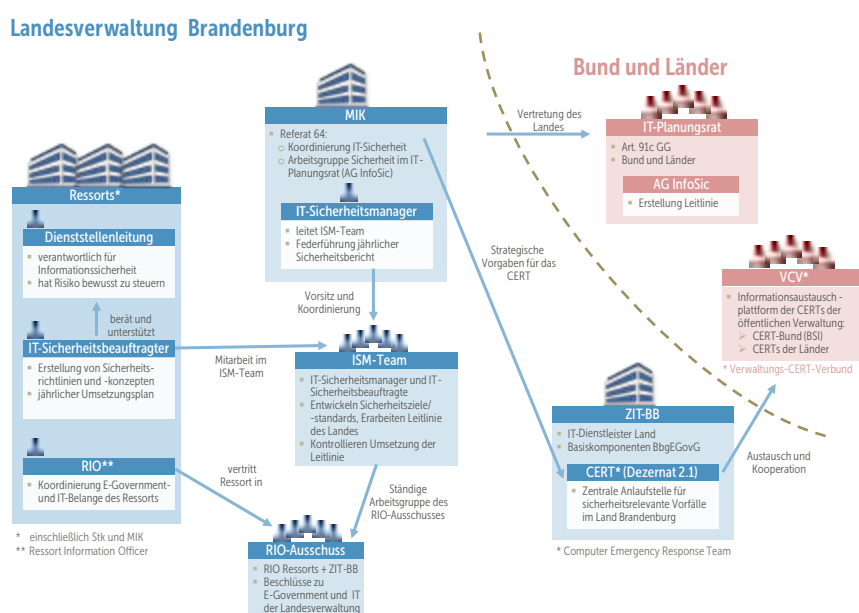 Landesverwaltung Brandenburg
Bund und Länder
MIK
Referat 64:
Koordinierung IT-Sicherheit
Arbeitsgruppe Sicherheit im IT-
Planungsrat (AG InfoSic)
IT-Sicherheitsmanager
leitet ISM-Team
Federführung jährlicher
Sicherheitsbericht
Vertretung des
Landes
IT-Planungsrat
Art. 91c GG
Bund und Länder
AG InfoSic
Erstellung Leitlinie
Ressorts*
Dienststellenleitung
verantwortlich für
Informationssicherheit
hat Risiko bewusst zu steuern
berät und
unterstützt
IT-Sicherheitsbeauftragter
Erstellung von Sicherheits-
richtlinien und -konzepten
jährlicher Umsetzungsplan
RIO**
Koordinierung E-Government-
und IT-Belange des Ressorts
* einschließlich Stk und MIK
** Ressort Information Officer
Vorsitz und
Koordinierung
Mitarbeit im
ISM-Team
ISM-Team
IT-Sicherheitsmanager und IT-
Sicherheitsbeauftragte
Entwickeln Sicherheitsziele/
-standards, Erarbeiten Leitlinie
des Landes
Kontrollieren Umsetzung der
Leitlinie
vertritt
Ressort in
Ständige
Arbeitsgruppe des
RIO-Ausschusses
RIO-Ausschuss
RIO Ressorts + ZIT-BB
Beschlüsse zu
E-Government und IT
der Landesverwaltung
Strategische
Vorgaben für das
CERT
VCV*
Informationsaustausch -
plattform der CERTs der
öffentlichen Verwaltung:
CERT-Bund (BSI)
CERTs der Länder
* Verwaltungs-CERT-Verbund
ZIT-BB
IT-Dienstleister Land
Basiskomponenten BbgEGovG
CERT* (Dezernat 2.1)
Zentrale Anlaufstelle für
sicherheitsrelevante Vorfälle
im Land Brandenburg
* Computer Emergency Response Team
Austausch und
Kooperation